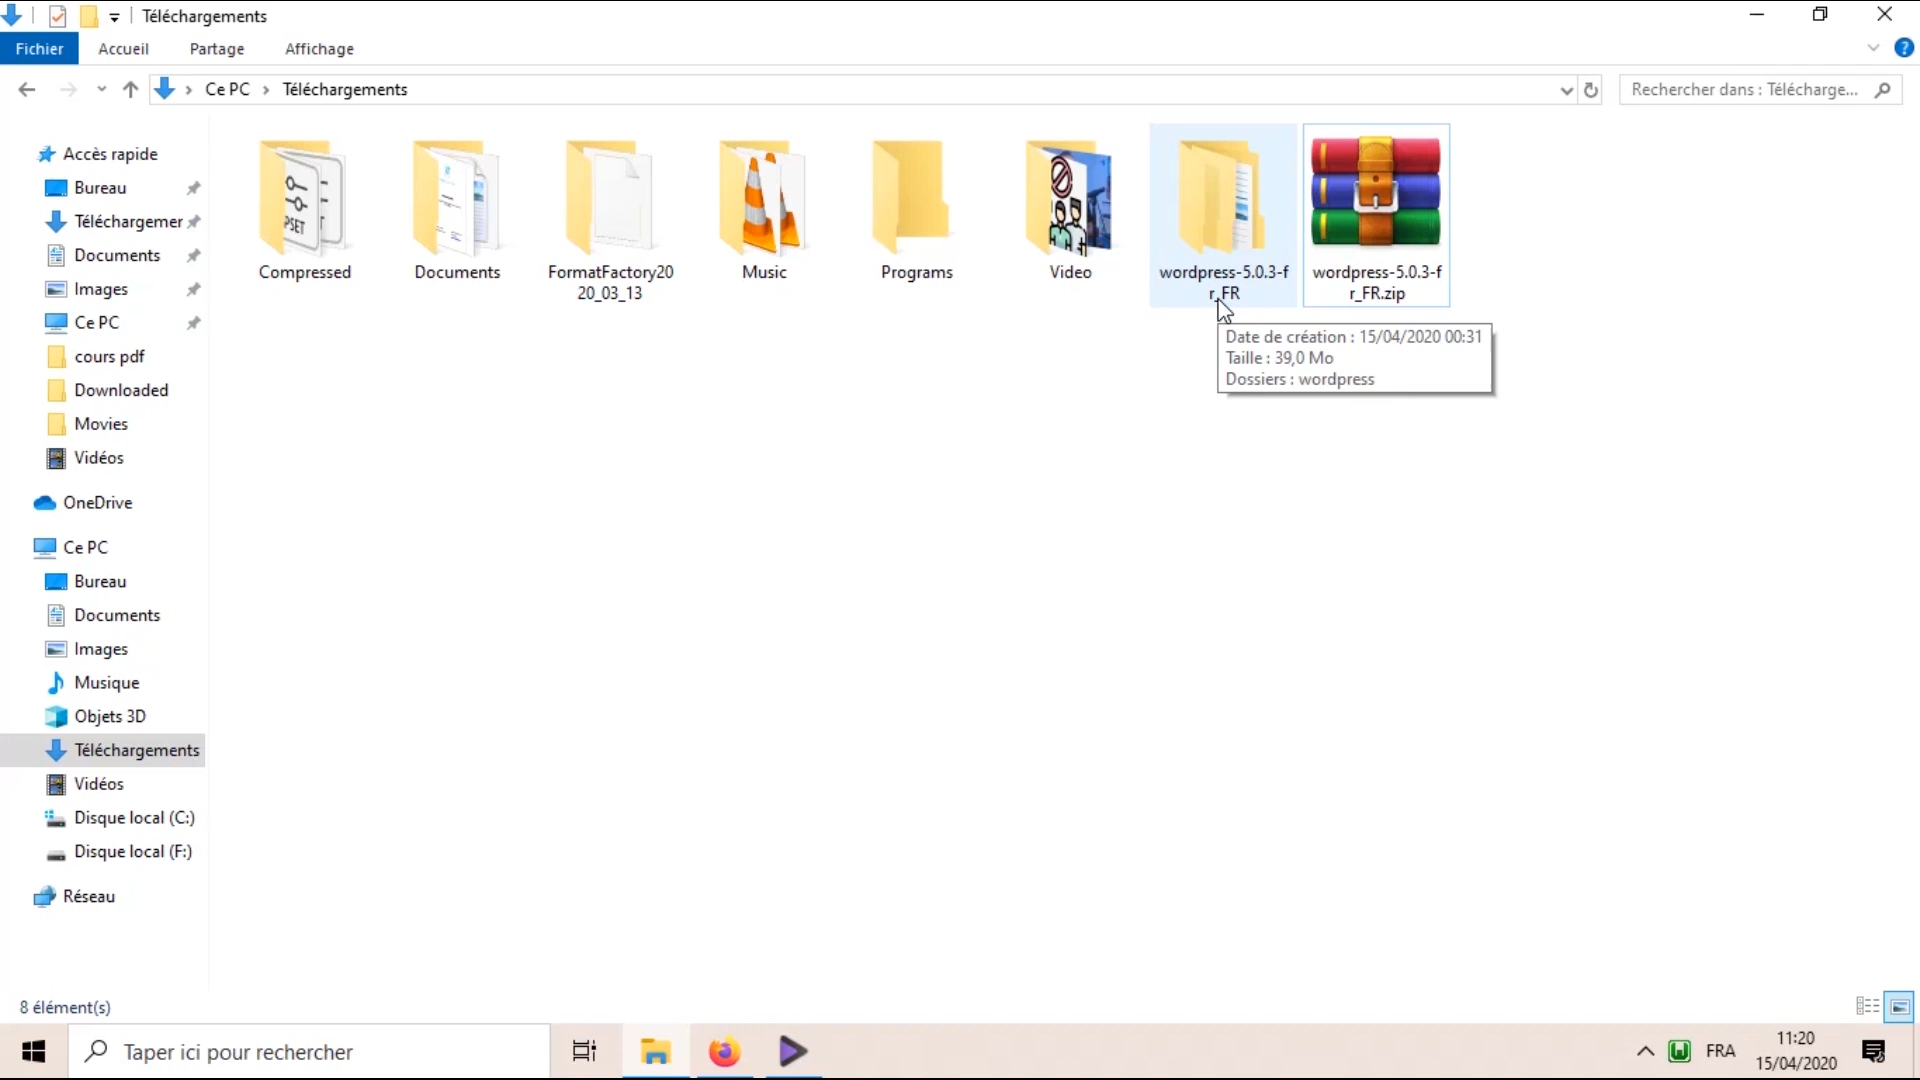 Téléchargements
Fichier
Accueil
Partage
Affichage
Ce PC
Téléchargements
Rechercher dans : Télécharge...
Accès rapide
Bureau
Téléchargemer
Documents
Images
Ce PC
cours pdf
Downloaded
Movies
Vidéos
OneDrive
Ce PC
Bureau
Documents
Images
Musique
Objets 3D
Téléchargements
Vidéos
Disque local (C:)
Disque local (F:)
Réseau
Compressed
Documents
FormatFactory20
20_03_13
Music
Programs
Video
wordpress-5.0.3-f
r_FR
wordpress-5.0.3-f
r_FR.zip
Date de création : 15/04/2020 00:31
Taille : 39,0 Mo
Dossiers : wordpress
8 élément(s)
Taper ici pour rechercher
FRA
11:20
15/04/2020